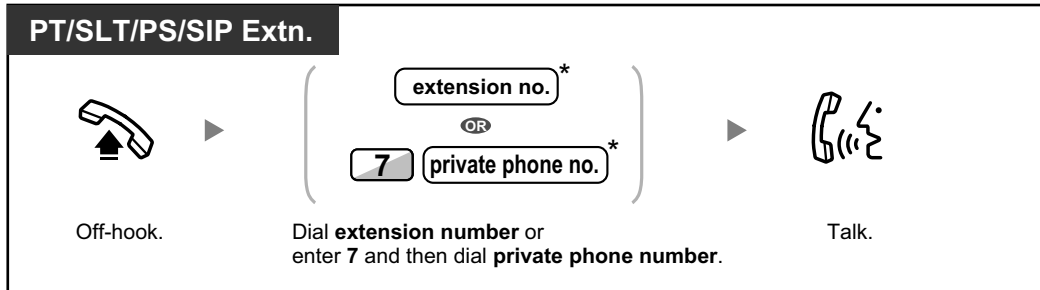 PT/SLT/PS/SIP Extn.
extension no.*
OR
7 private phone no.*
Off-hook.
Dial extension number or
enter 7 and then dial private phone number.
Talk.